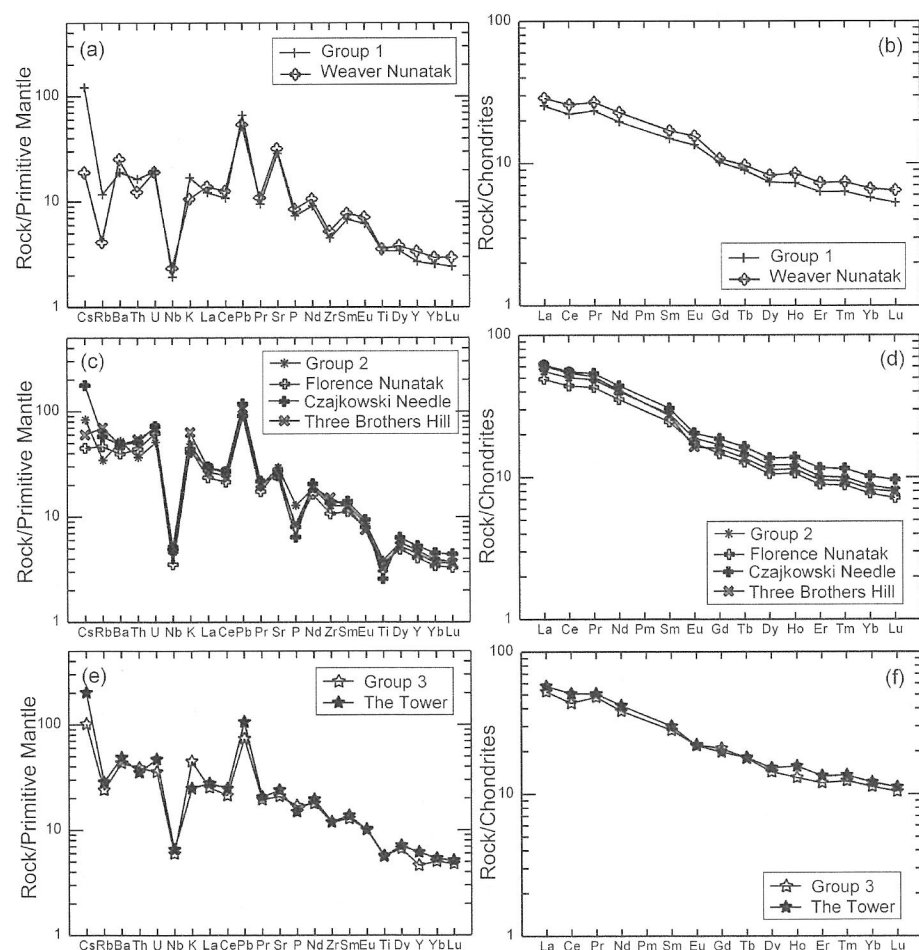 (a)
Group 1
Weaver Nunatak
Rock/Primitive Mantle
100
10
1
CsRbBaTh U Nb K LaCePbPr Sr P NdZrSmEu Ti Dy Y YbLu
(b)
Rock/Chondrites
100
10
1
Group 1
Weaver Nunatak
La Ce Pr Nd Pm Sm Eu Gd Tb Dy Ho Er Tm Yb Lu
(c)
Group 2
Florence Nunatak
Czajkowski Needle
Three Brothers Hill
Rock/Primitive Mantle
100
10
1
CsRbBaTh U Nb K LaCePbPr Sr P NdZrSmEu Ti Dy Y YbLu
(d)
Rock/Chondrites
100
10
1
Group 2
Florence Nunatak
Czajkowski Needle
Three Brothers Hill
La Ce Pr Nd Pm Sm Eu Gd Tb Dy Ho Er Tm Yb Lu
(e)
Group 3
The Tower
Rock/Primitive Mantle
100
10
1
CsRbBaTh U Nb K LaCePbPr Sr P NdZrSmEu Ti Dy Y YbLu
(f)
Rock/Chondrites
100
10
1
Group 3
The Tower
La Ce Pr Nd Pm Sm Eu Gd Tb Dy Ho Er Tm Yb Lu